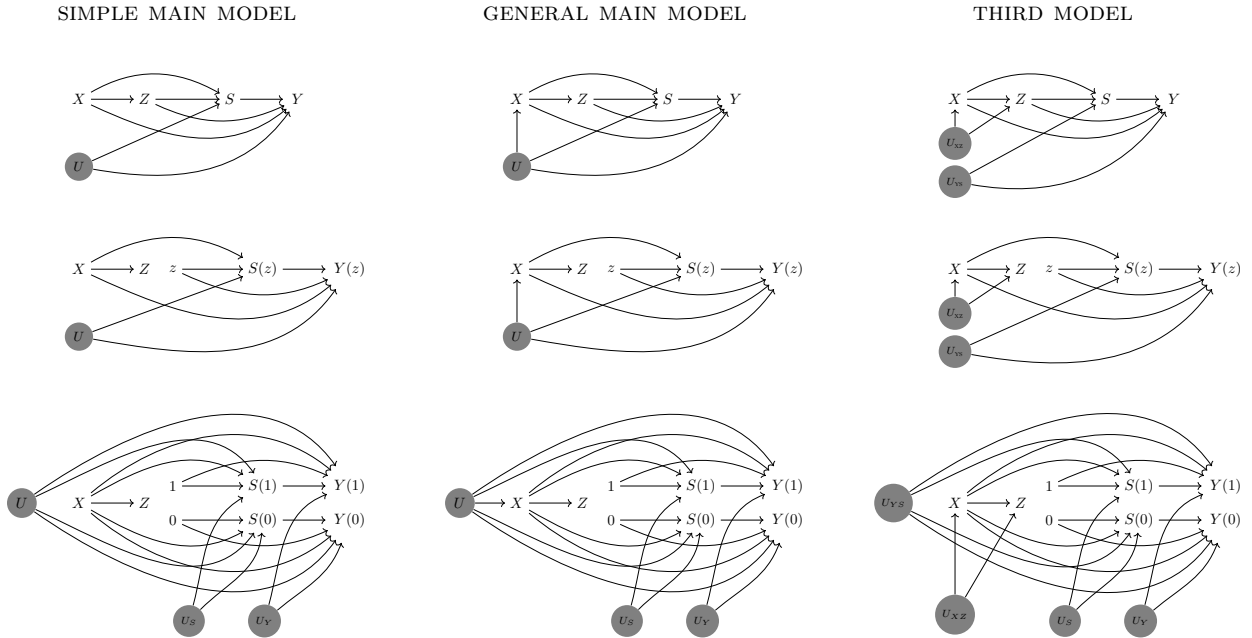 SIMPLE MAIN MODEL GENERAL MAIN MODEL THIRD MODEL
X Z S Y X Z S Y X Z S Y
U U U_XZ
U_YS
X Z z S(z) Y(z) X Z z S(z) Y(z) X Z z S(z) Y(z)
U U U_XZ
U_YS
1 S(1) Y(1) 1 S(1) Y(1) 1 S(1) Y(1)
U X Z U X Z U_YS X Z
0 S(0) Y(0) 0 S(0) Y(0) 0 S(0) Y(0)
U_S U_Y U_S U_Y U_XZ U_S U_Y